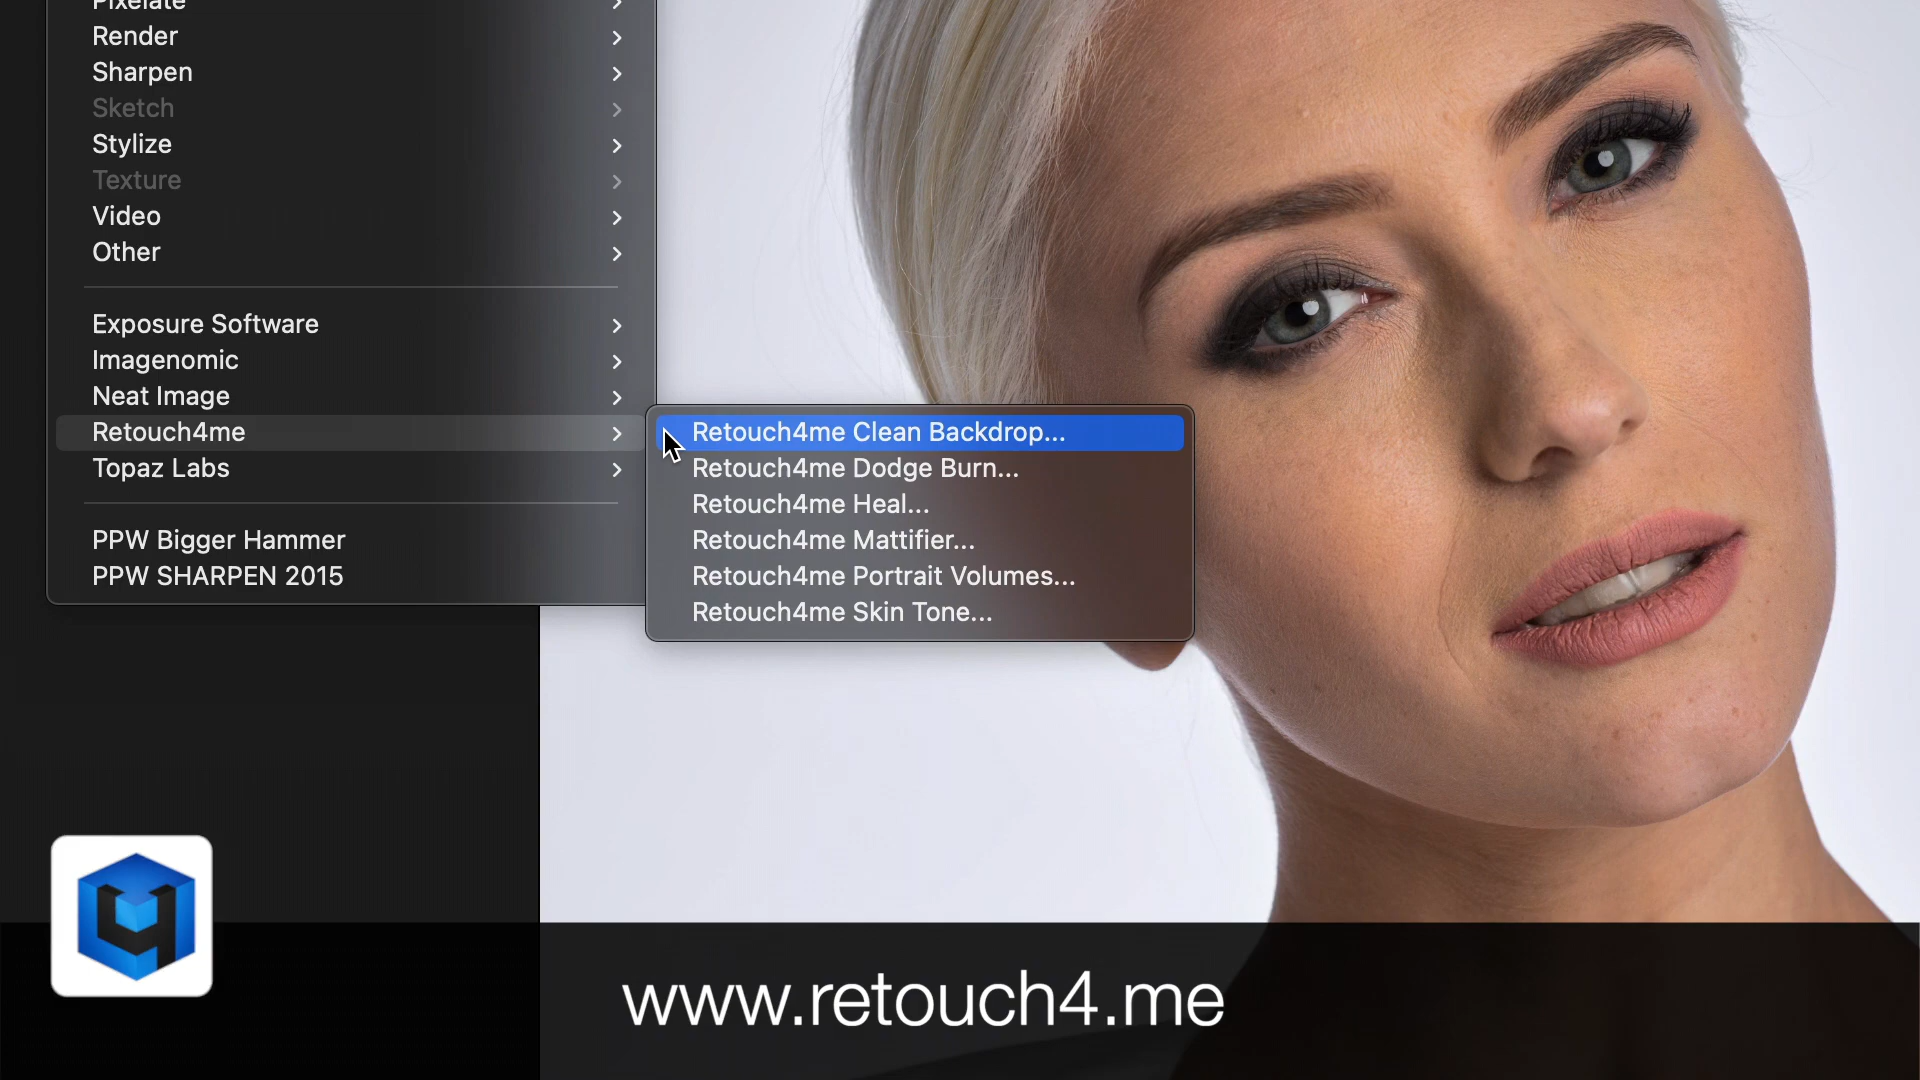 Pixelate
Render
Sharpen
Sketch
Stylize
Texture
Video
Other
Exposure Software
Imagenomic
Neat Image
Retouch4me
Topaz Labs
PPW Bigger Hammer
PPW SHARPEN 2015
Retouch4me Clean Backdrop...
Retouch4me Dodge Burn...
Retouch4me Heal...
Retouch4me Mattifier...
Retouch4me Portrait Volumes...
Retouch4me Skin Tone...
www.retouch4.me